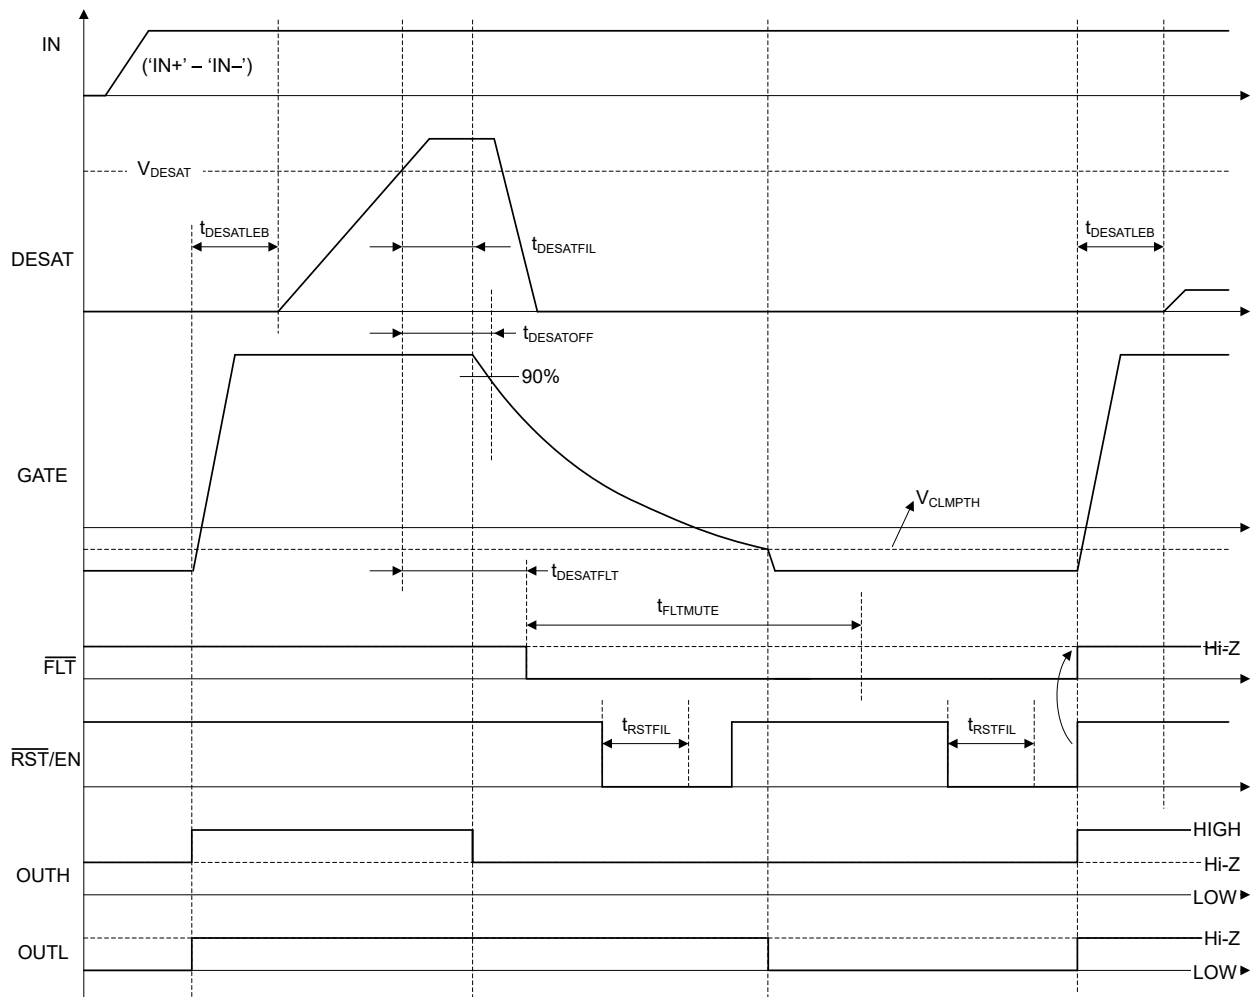 IN
('IN+' – 'IN–')
VDESAT
tDESATLEB
tDESATLEB
tDESATFIL
DESAT
tDESATOFF
90%
GATE
VCLMPTH
tDESATFLT
tFLTMUTE
FLT
Hi-Z
tRSTFIL
tRSTFIL
RST/EN
HIGH
Hi-Z
OUTH
LOW
Hi-Z
OUTL
LOW